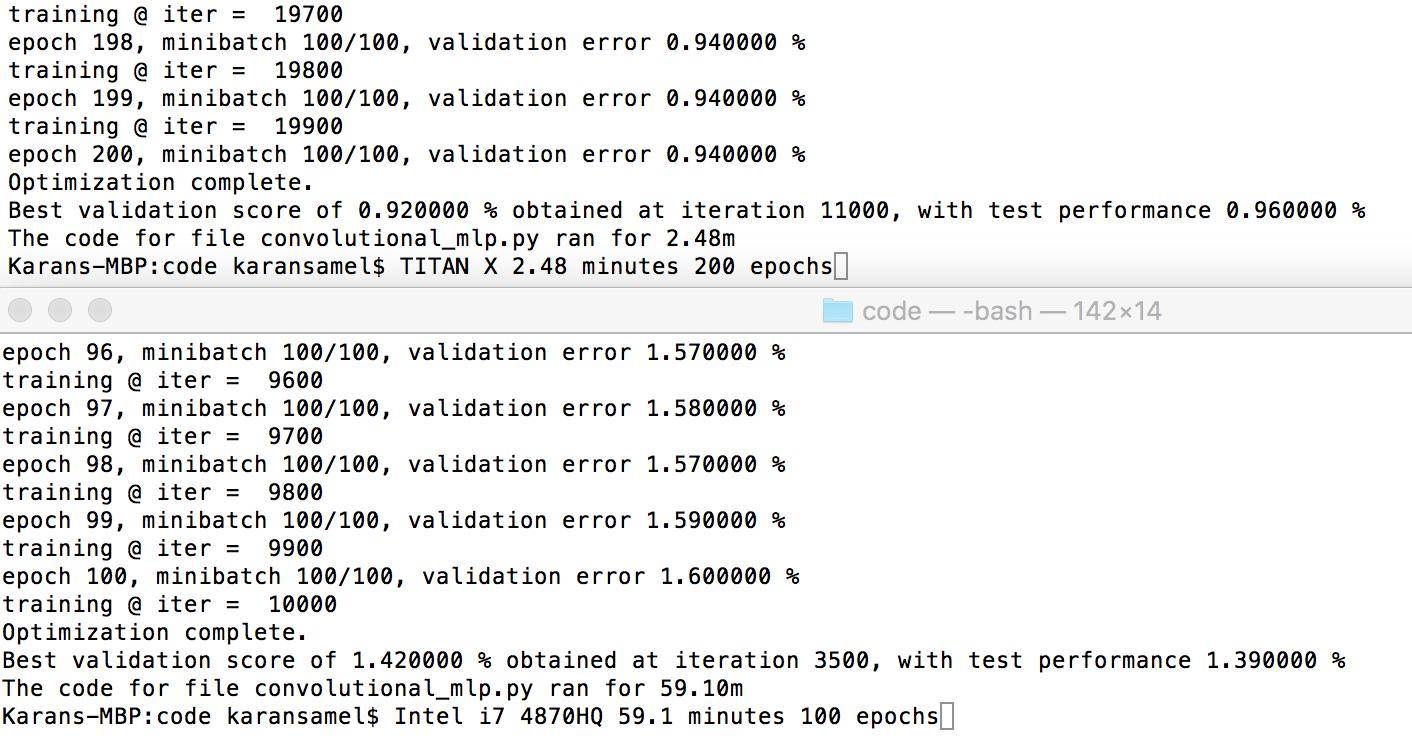 training @ iter =  19700
epoch 198, minibatch 100/100, validation error 0.940000 %
training @ iter =  19800
epoch 199, minibatch 100/100, validation error 0.940000 %
training @ iter =  19900
epoch 200, minibatch 100/100, validation error 0.940000 %
Optimization complete.
Best validation score of 0.920000 % obtained at iteration 11000, with test performance 0.960000 %
The code for file convolutional_mlp.py ran for 2.48m
Karans-MBP:code karansamel$ TITAN X 2.48 minutes 200 epochs
code — -bash — 142×14
epoch 96, minibatch 100/100, validation error 1.570000 %
training @ iter =  9600
epoch 97, minibatch 100/100, validation error 1.580000 %
training @ iter =  9700
epoch 98, minibatch 100/100, validation error 1.570000 %
training @ iter =  9800
epoch 99, minibatch 100/100, validation error 1.590000 %
training @ iter =  9900
epoch 100, minibatch 100/100, validation error 1.600000 %
training @ iter =  10000
Optimization complete.
Best validation score of 1.420000 % obtained at iteration 3500, with test performance 1.390000 %
The code for file convolutional_mlp.py ran for 59.10m
Karans-MBP:code karansamel$ Intel i7 4870HQ 59.1 minutes 100 epochs